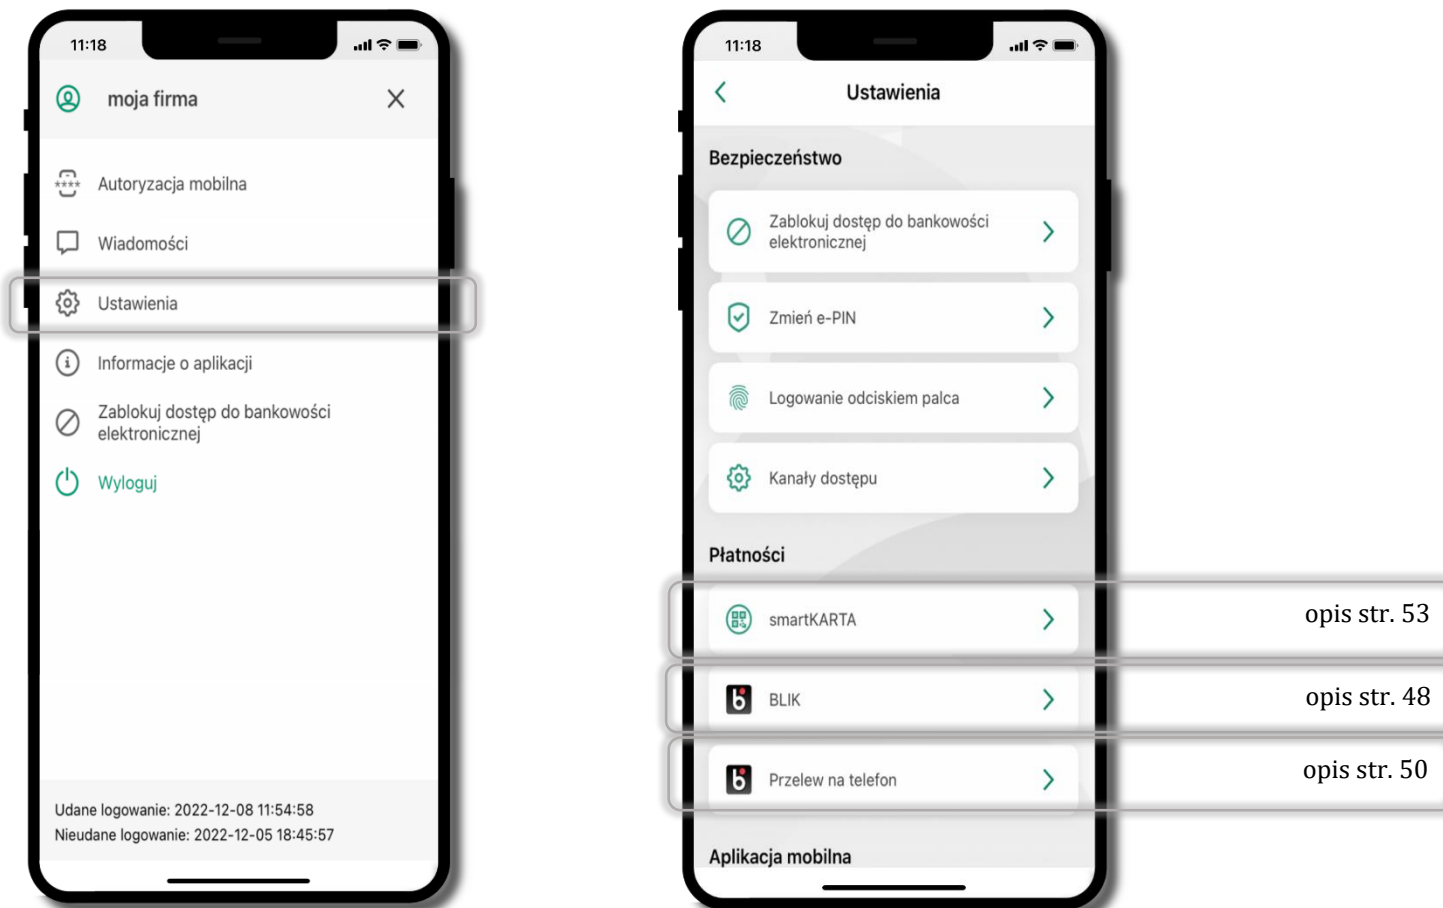 11:18
moja firma
Autoryzacja mobilna
Wiadomości
Ustawienia
Informacje o aplikacji
Zablokuj dostęp do bankowości
elektronicznej
Wyloguj
Udane logowanie: 2022-12-08 11:54:58
Nieudane logowanie: 2022-12-05 18:45:57
11:18
Ustawienia
Bezpieczeństwo
Zablokuj dostęp do bankowości
elektronicznej
Zmień e-PIN
Logowanie odciskiem palca
Kanały dostępu
Płatności
smartKARTA
opis str. 53
BLIK
opis str. 48
Przelew na telefon
opis str. 50
Aplikacja mobilna